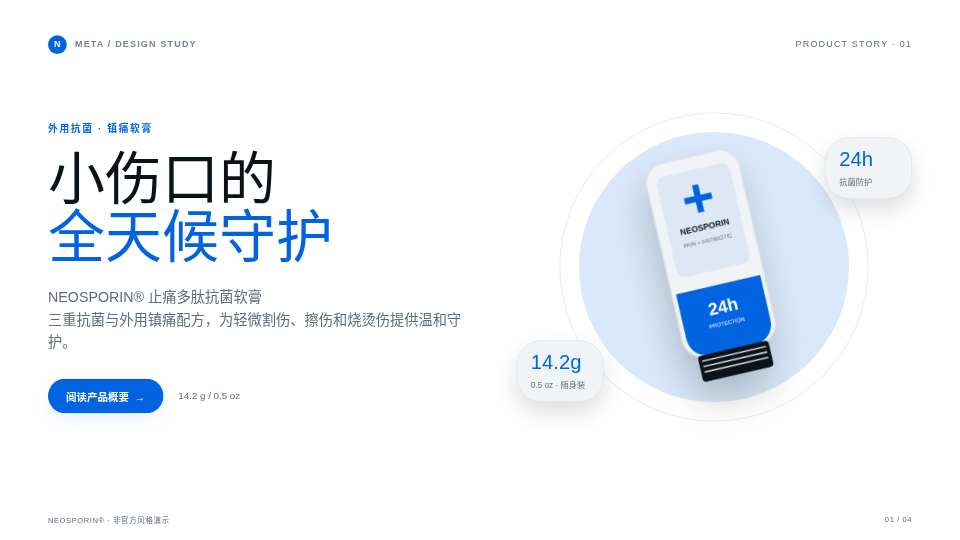 N
META / DESIGN STUDY
PRODUCT STORY · 01
外用抗菌 · 镇痛软膏
小伤口的
全天候守护
NEOSPORIN® 止痛多肽抗菌软膏
三重抗菌与外用镇痛配方，为轻微割伤、擦伤和烧烫伤提供温和守
护。
阅读产品概要 →
14.2 g / 0.5 oz
24h
抗菌防护
NEOSPORIN
PAIN + ANTIBIOTIC
24h
PROTECTION
14.2g
0.5 oz · 随身装
NEOSPORIN® · 非官方风格演示
01 / 04